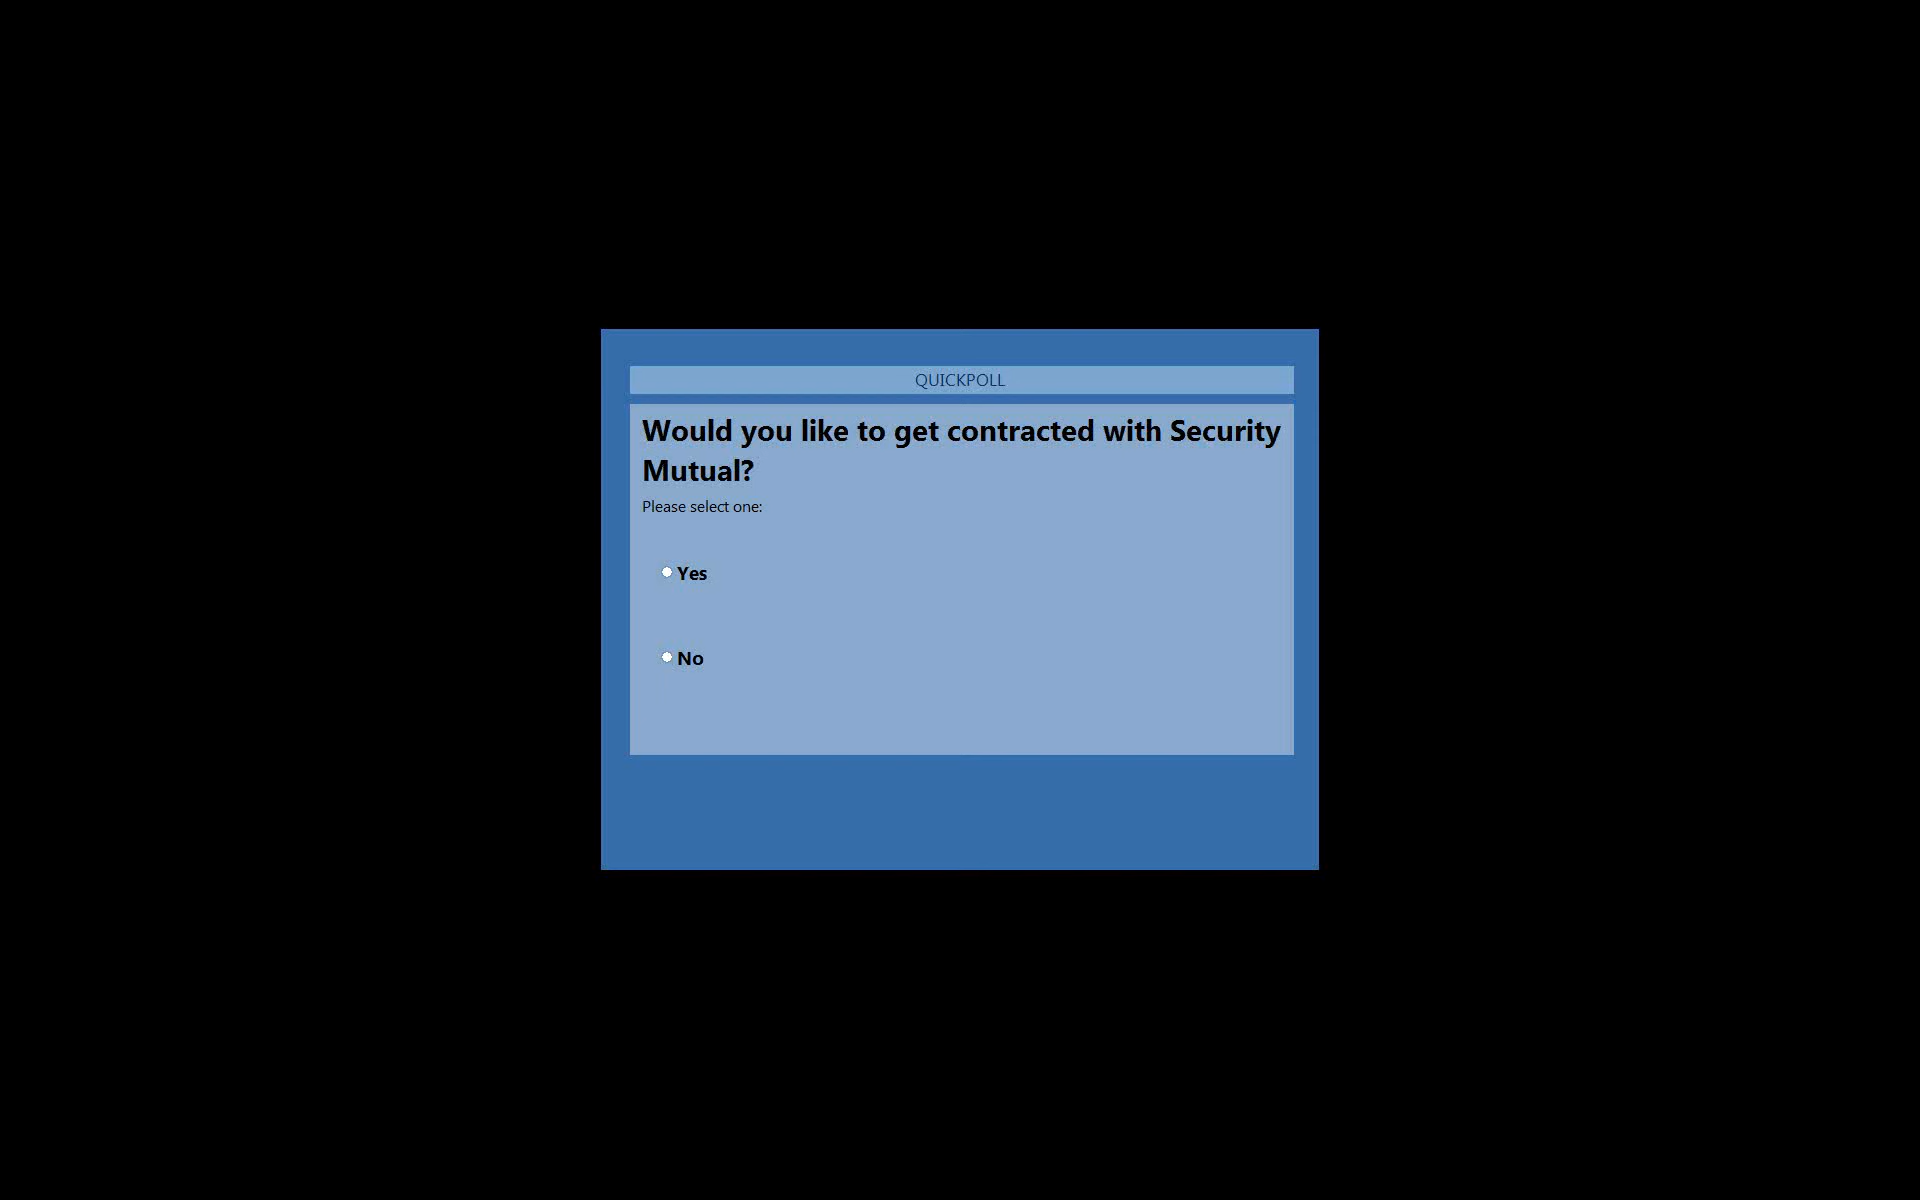 QUICKPOLL
Would you like to get contracted with Security
Mutual?
Please select one:
Yes
No